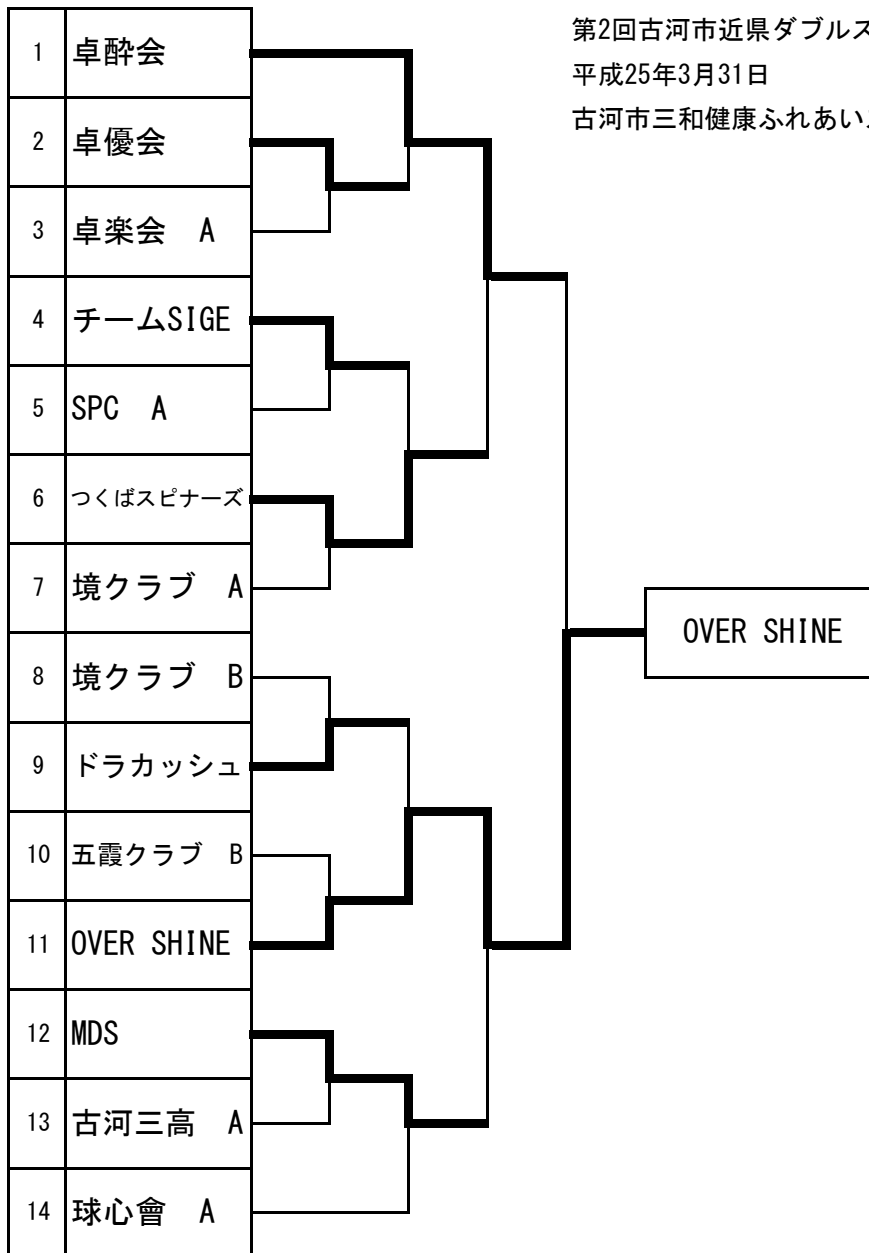 第2回古河市近県ダブルス
平成25年3月31日
古河市三和健康ふれあい
1 卓酔会
2 卓優会
3 卓楽会　A
4 チームSIGE
5 SPC　A
6 つくばスピナーズ
7 境クラブ　A
8 境クラブ　B
9 ドラカッシュ
10 五霞クラブ　B
11 OVER SHINE
12 MDS
13 古河三高　A
14 球心會　A
OVER SHINE